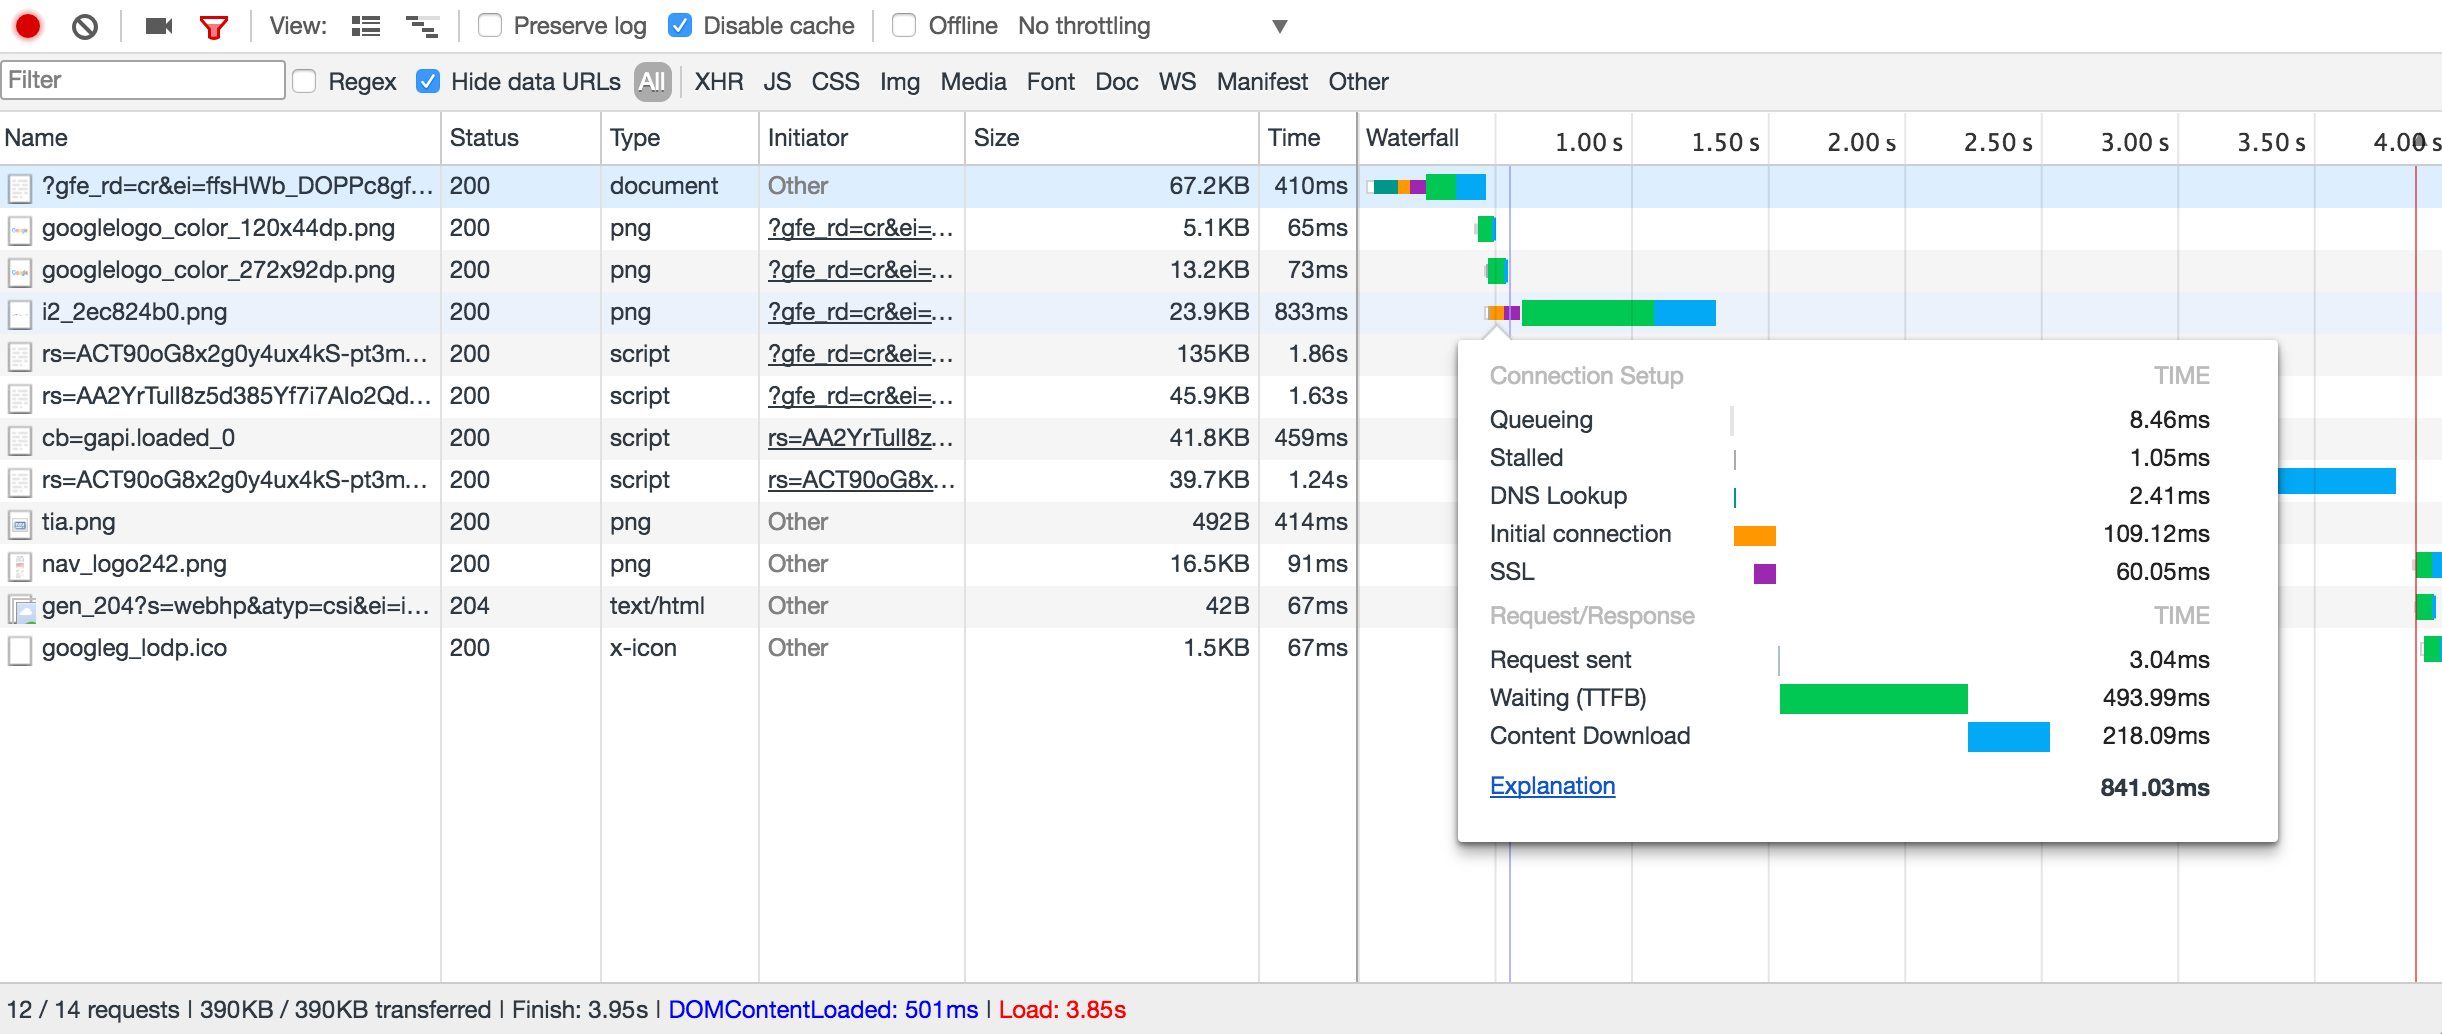 View: Preserve log Disable cache Offline No throttling
Filter Regex Hide data URLs All XHR JS CSS Img Media Font Doc WS Manifest Other
Name Status Type Initiator Size Time Waterfall 1.00 s 1.50 s 2.00 s 2.50 s 3.00 s 3.50 s 4.00 s
?gfe_rd=cr&ei=ffsHWb_DOPPc8gf... 200 document Other 67.2KB 410ms
googlelogo_color_120x44dp.png 200 png ?gfe_rd=cr&ei=... 5.1KB 65ms
googlelogo_color_272x92dp.png 200 png ?gfe_rd=cr&ei=... 13.2KB 73ms
i2_2ec824b0.png 200 png ?gfe_rd=cr&ei=... 23.9KB 833ms
rs=ACT90oG8x2g0y4ux4kS-pt3m... 200 script ?gfe_rd=cr&ei=... 135KB 1.86s
rs=AA2YrTulI8z5d385Yf7i7AIo2Qd... 200 script ?gfe_rd=cr&ei=... 45.9KB 1.63s
cb=gapi.loaded_0 200 script rs=AA2YrTulI8z... 41.8KB 459ms
rs=ACT90oG8x2g0y4ux4kS-pt3m... 200 script rs=ACT90oG8x... 39.7KB 1.24s
tia.png 200 png Other 492B 414ms
nav_logo242.png 200 png Other 16.5KB 91ms
gen_204?s=webhp&atyp=csi&ei=i... 204 text/html Other 42B 67ms
googleg_lodp.ico 200 x-icon Other 1.5KB 67ms
Connection Setup TIME
Queueing 8.46ms
Stalled 1.05ms
DNS Lookup 2.41ms
Initial connection 109.12ms
SSL 60.05ms
Request/Response TIME
Request sent 3.04ms
Waiting (TTFB) 493.99ms
Content Download 218.09ms
Explanation 841.03ms
12 / 14 requests | 390KB / 390KB transferred | Finish: 3.95s | DOMContentLoaded: 501ms | Load: 3.85s